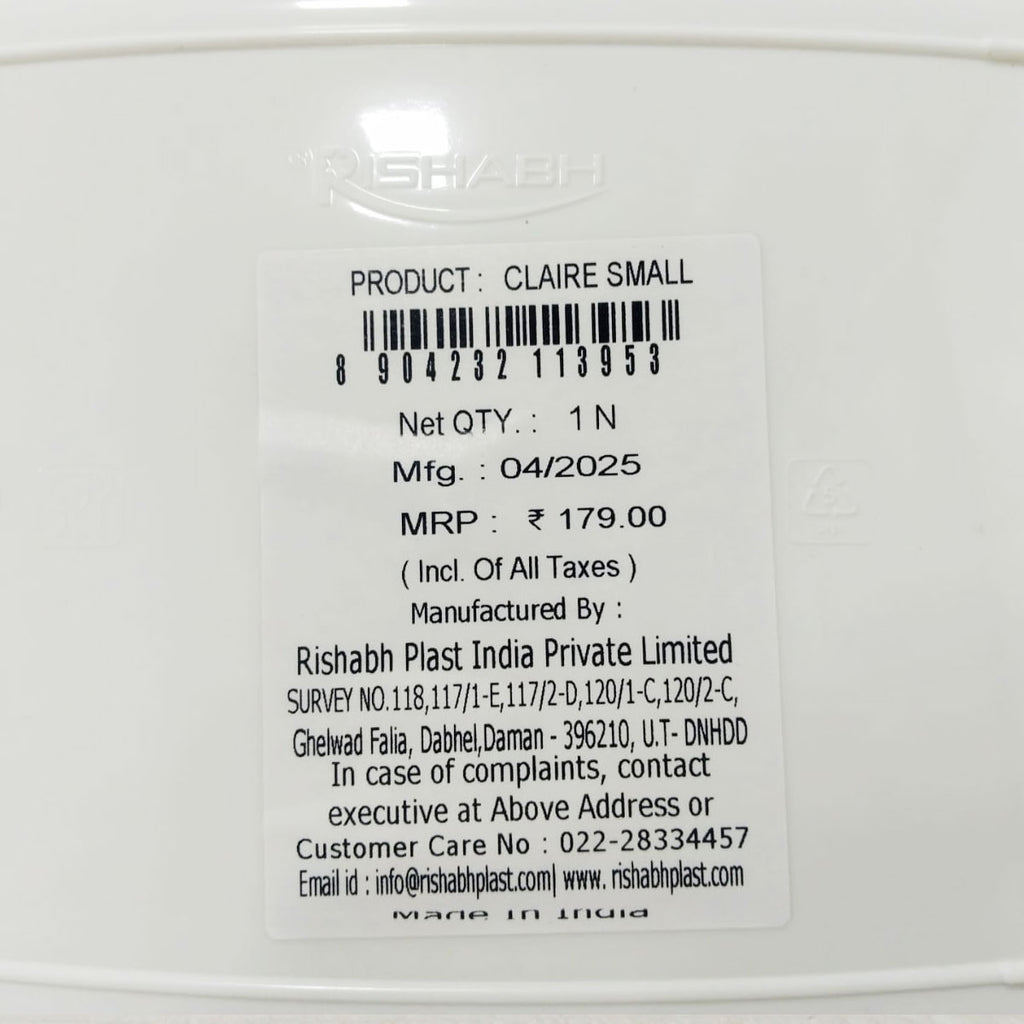 RISHABH
PRODUCT : CLAIRE SMALL
8 904232 113953
Net QTY. : 1 N
Mfg. : 04/2025
MRP : ₹ 179.00
( Incl. Of All Taxes )
Manufactured By :
Rishabh Plast India Private Limited
SURVEY NO.118,117/1-E,117/2-D,120/1-C,120/2-C,
Ghelwad Falia, Dabhel,Daman - 396210, U.T- DNHDD
In case of complaints, contact
executive at Above Address or
Customer Care No : 022-28334457
Email id : info@rishabhplast.com| www. rishabhplast.com
Made in India